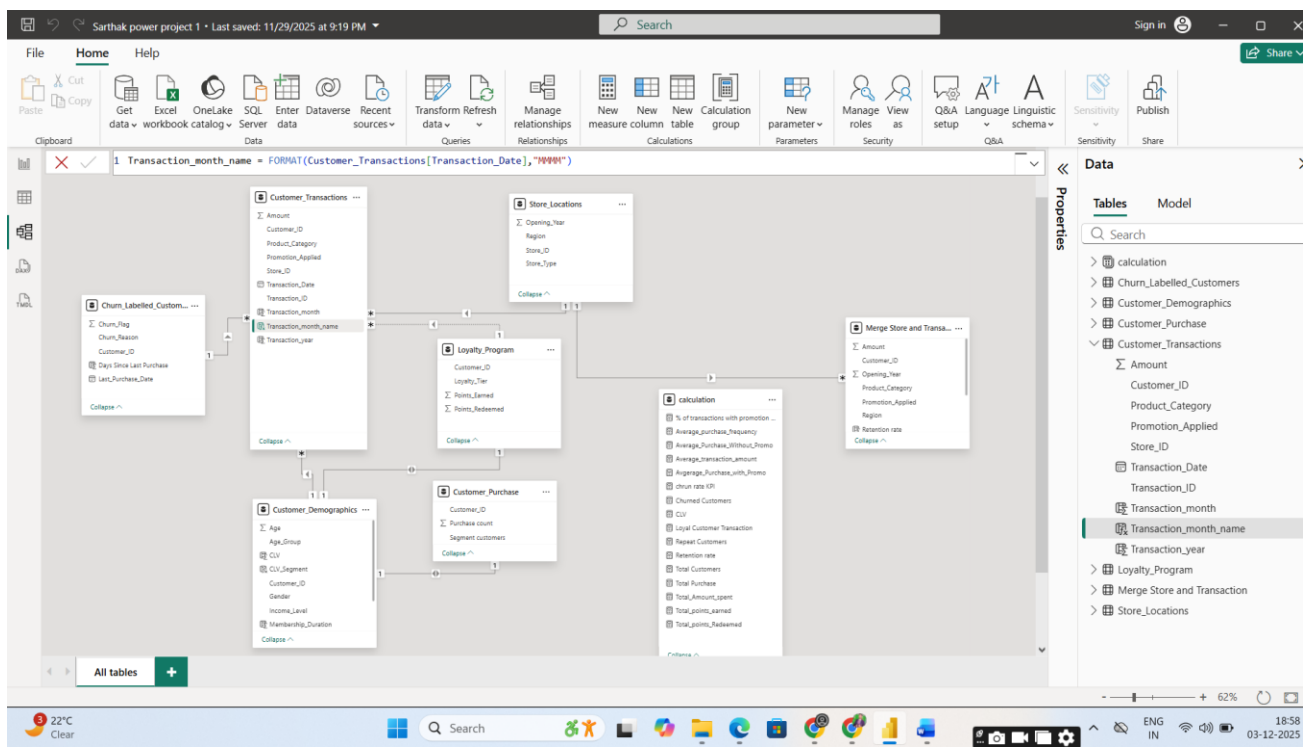 Sarthak power project 1 • Last saved: 11/29/2025 at 9:19 PM
Search
Sign in
File
Home
Help
Share
Paste
Cut
Copy
Clipboard
Get data
Excel workbook
OneLake catalog
SQL Server
Enter data
Dataverse
Recent sources
Data
Transform data
Refresh
Queries
Manage relationships
Relationships
New measure
New column
New table
Calculation group
Calculations
New parameter
Parameters
Manage roles
View as
Security
Q&A setup
Language
Linguistic schema
Q&A
Sensitivity
Sensitivity
Publish
Share
1 Transaction_month_name = FORMAT(Customer_Transactions[Transaction_Date],"MMMM")
Customer_Transactions
Amount
Customer_ID
Product_Category
Promotion_Applied
Store_ID
Transaction_Date
Transaction_ID
Transaction_month
Transaction_month_name
Transaction_year
Collapse
Store_Locations
Opening_Year
Region
Store_ID
Store_Type
Collapse
Churn_Labelled_Custom...
Churn_Flag
Churn_Reason
Customer_ID
Days Since Last Purchase
Last_Purchase_Date
Collapse
Loyalty_Program
Customer_ID
Loyalty_Tier
Points_Earned
Points_Redeemed
Collapse
Merge Store and Transa...
Amount
Customer_ID
Opening_Year
Product_Category
Promotion_Applied
Region
Retention rate
Collapse
calculation
% of transactions with promotion ...
Average_purchase_frequency
Average_Purchase_Without_Promo
Average_transaction_amount
Avgerage_Purchase_with_Promo
chrun rate KPI
Churned Customers
CLV
Loyal Customer Transaction
Repeat Customers
Retention rate
Total Customers
Total Purchase
Total_Amount_spent
Total_points_earned
Total_points_Redeemed
Collapse
Customer_Demographics
Age
Age_Group
CLV
CLV_Segment
Customer_ID
Gender
Income_Level
Membership_Duration
Collapse
Customer_Purchase
Customer_ID
Purchase count
Segment customers
Collapse
1
*
*
*
1
1
1
*
1
*
1
1
1
1
1
Properties
Data
Tables
Model
Search
calculation
Churn_Labelled_Customers
Customer_Demographics
Customer_Purchase
Customer_Transactions
Amount
Customer_ID
Product_Category
Promotion_Applied
Store_ID
Transaction_Date
Transaction_ID
Transaction_month
Transaction_month_name
Transaction_year
Loyalty_Program
Merge Store and Transaction
Store_Locations
All tables
+
- + 62%
3
22°C
Clear
Search
ENG
IN
18:58
03-12-2025